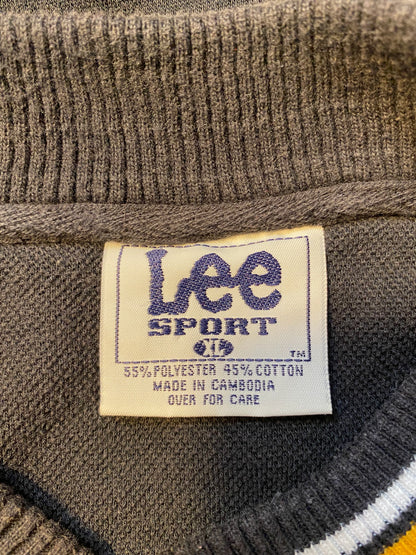 Lee
SPORT
XL
TM
55% POLYESTER 45% COTTON
MADE IN CAMBODIA
OVER FOR CARE